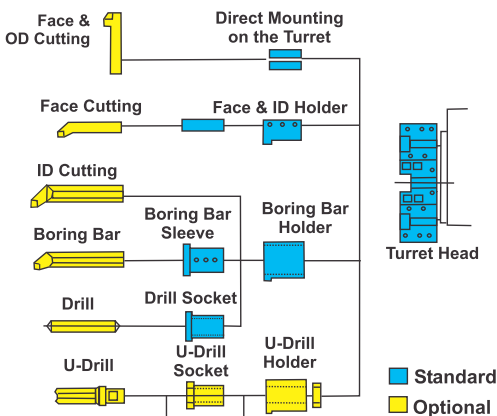 Face &
OD Cutting
Direct Mounting
on the Turret
Face Cutting
Face & ID Holder
ID Cutting
Boring Bar
Sleeve
Boring Bar
Holder
Boring Bar
Turret Head
Drill
Drill Socket
U-Drill
U-Drill
Socket
U-Drill
Holder
Standard
Optional